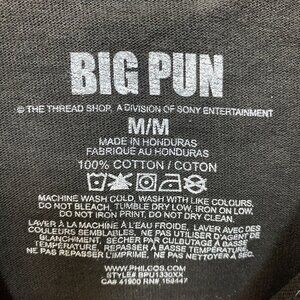 BIG PUN
© THE THREAD SHOP. A DIVISION OF SONY ENTERTAINMENT
M/M
MADE IN HONDURAS
FABRIQUÉ AU HONDURAS
100% COTTON / COTON
MACHINE WASH COLD, WASH WITH LIKE COLOURS.
DO NOT BLEACH, TUMBLE DRY LOW, IRON ON LOW.
DO NOT IRON PRINT, DO NOT DRY CLEAN.
LAVER À LA MACHINE À FROID. LAVER AVEC DES
COULEURS SEMBLABLES. NE PAS UTILISER D'AGENT DE
BLANCHIMENT. SÉCHER PAR CULBUTAGE À BASSE
TEMPÉRATURE. REPASSER À BASSE TEMPÉRATURE.
NE PAS REPASSER L'IMPRIMÉ. NE PAS NETTOYER À SEC.
WWW.PHILCOS.COM
STYLE# BPU1330XX
CA# 41900 RN# 158447